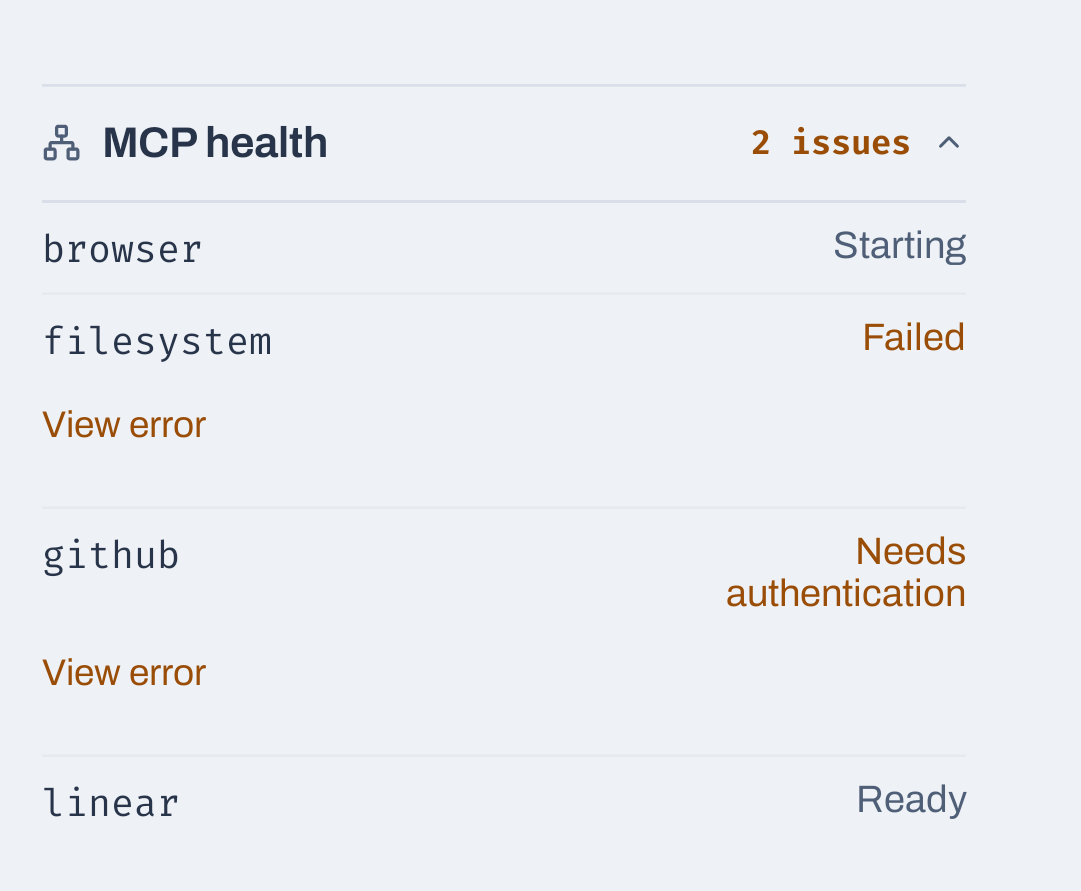 MCP health
2 issues
browser
Starting
filesystem
Failed
View error
github
Needs
authentication
View error
linear
Ready